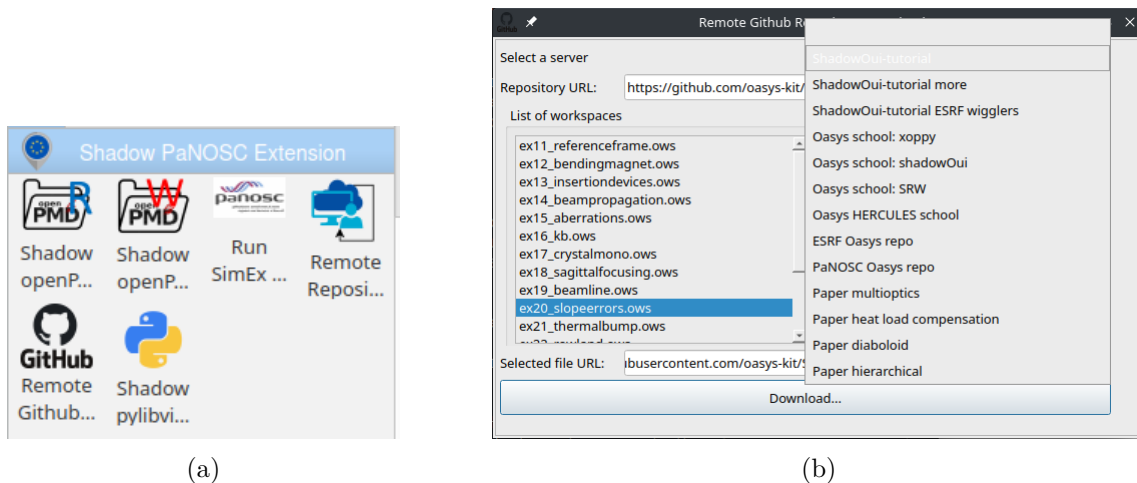 Shadow PaNOSC Extension
open PMD R
open PMD W
panosc
Shadow openP...
Shadow openP...
Run SimEx ...
Remote Reposi...
GitHub
Remote Github...
Shadow pylibvi...
(a)
GitHub
Remote Github R
Select a server
Repository URL:
https://github.com/oasys-kit/
List of workspaces
ex11_referenceframe.ows
ex12_bendingmagnet.ows
ex13_insertiondevices.ows
ex14_beampropagation.ows
ex15_aberrations.ows
ex16_kb.ows
ex17_crystalmono.ows
ex18_sagittalfocusing.ows
ex19_beamline.ows
ex20_slopeerrors.ows
ex21_thermalbump.ows
Selected file URL:
ubusercontent.com/oasys-kit/S
Download...
ShadowOui-tutorial
ShadowOui-tutorial more
ShadowOui-tutorial ESRF wigglers
Oasys school: xoppy
Oasys school: shadowOui
Oasys school: SRW
Oasys HERCULES school
ESRF Oasys repo
PaNOSC Oasys repo
Paper multioptics
Paper heat load compensation
Paper diaboloid
Paper hierarchical
(b)